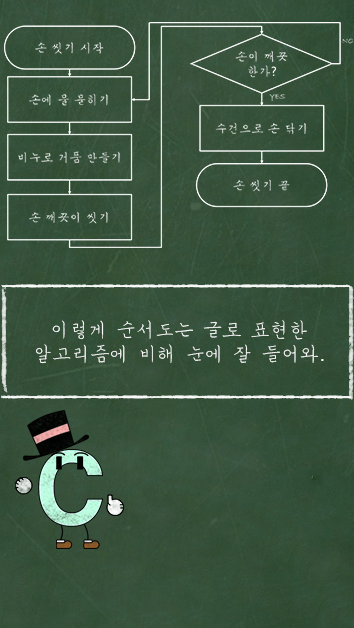 손 씻기 시작
손에 물 묻히기
비누로 거품 만들기
손 깨끗이 씻기
손이 깨끗
한가?
NO
YES
수건으로 손 닦기
손 씻기 끝
이렇게 순서도는 글로 표현한
알고리즘에 비해 눈에 잘 들어와.
C